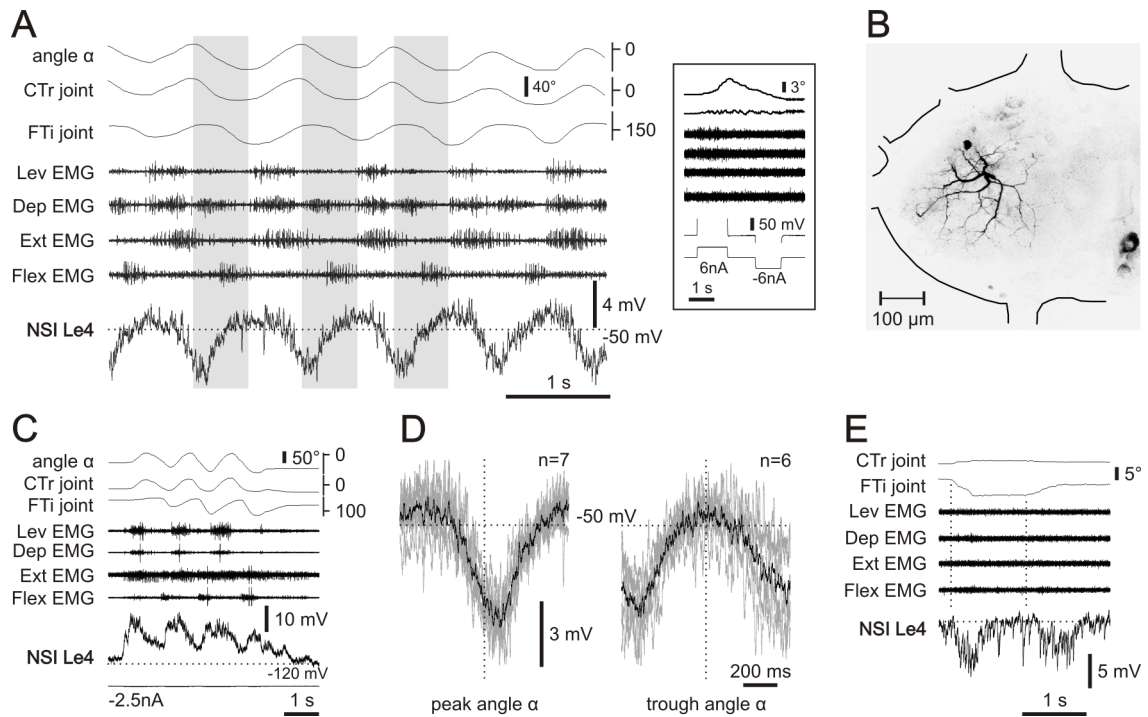 A
angle α
0
CTr joint
40°
0
FTi joint
150
Lev EMG
Dep EMG
Ext EMG
Flex EMG
4 mV
NSI Le4
-50 mV
1 s
3°
50 mV
6nA
-6nA
1 s
B
100 µm
C
angle α
50°
0
CTr joint
0
FTi joint
100
Lev EMG
Dep EMG
Ext EMG
Flex EMG
10 mV
NSI Le4
-120 mV
-2.5nA
1 s
D
n=7
n=6
-50 mV
3 mV
200 ms
peak angle α
trough angle α
E
CTr joint
5°
FTi joint
Lev EMG
Dep EMG
Ext EMG
Flex EMG
NSI Le4
5 mV
1 s